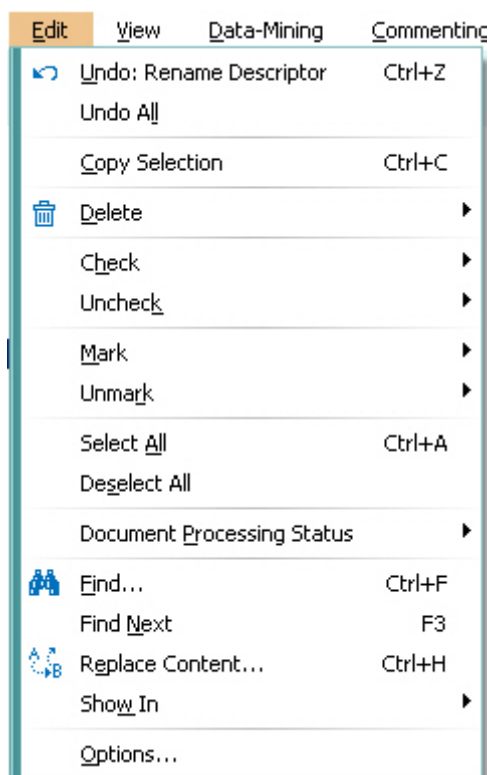 Edit View Data-Mining Commenting
Undo: Rename Descriptor Ctrl+Z
Undo All
Copy Selection Ctrl+C
Delete
Check
Uncheck
Mark
Unmark
Select All Ctrl+A
Deselect All
Document Processing Status
Find... Ctrl+F
Find Next F3
A B Replace Content... Ctrl+H
Show In
Options...